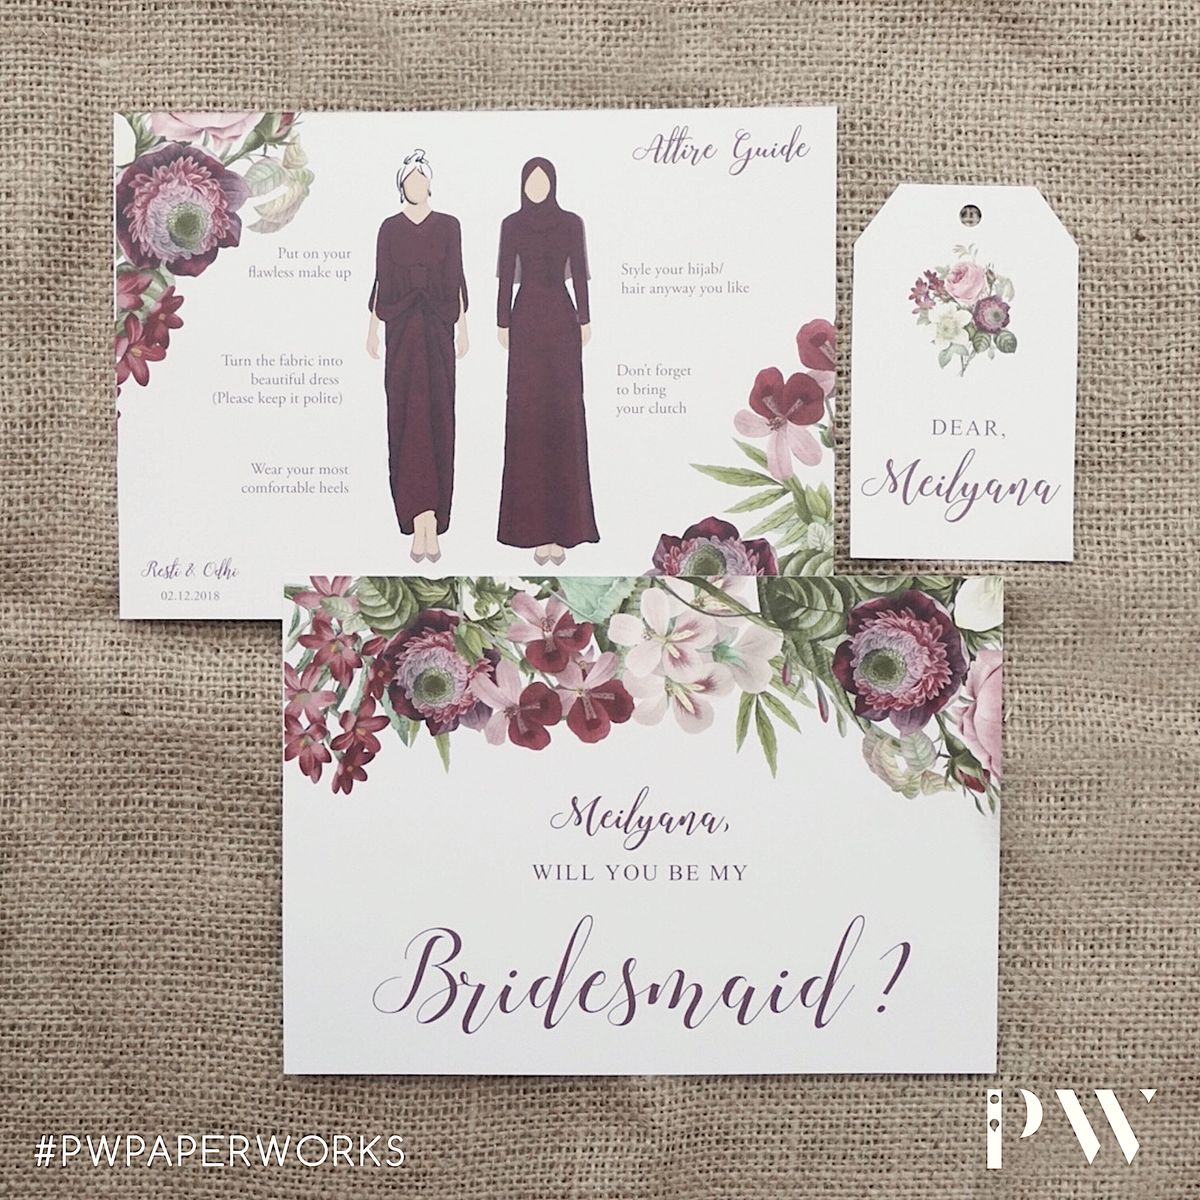 Attire Guide
Put on your
flawless make up
Turn the fabric into
beautiful dress
(Please keep it polite)
Wear your most
comfortable heels
Style your hijab/
hair anyway you like
Don't forget
to bring
your clutch
Resti & Odhi
02.12.2018
DEAR,
Meilyana
Meilyana,
WILL YOU BE MY
Bridesmaid?
#PWPAPERWORKS
PW